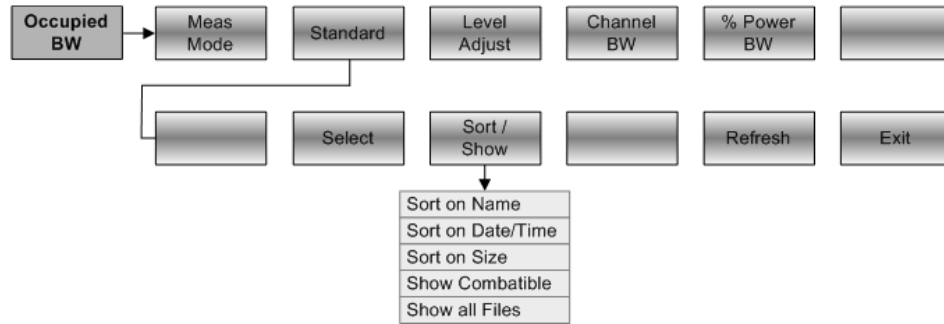 Occupied
BW
Meas
Mode
Standard
Level
Adjust
Channel
BW
% Power
BW
Select
Sort /
Show
Refresh
Exit
Sort on Name
Sort on Date/Time
Sort on Size
Show Combatible
Show all Files